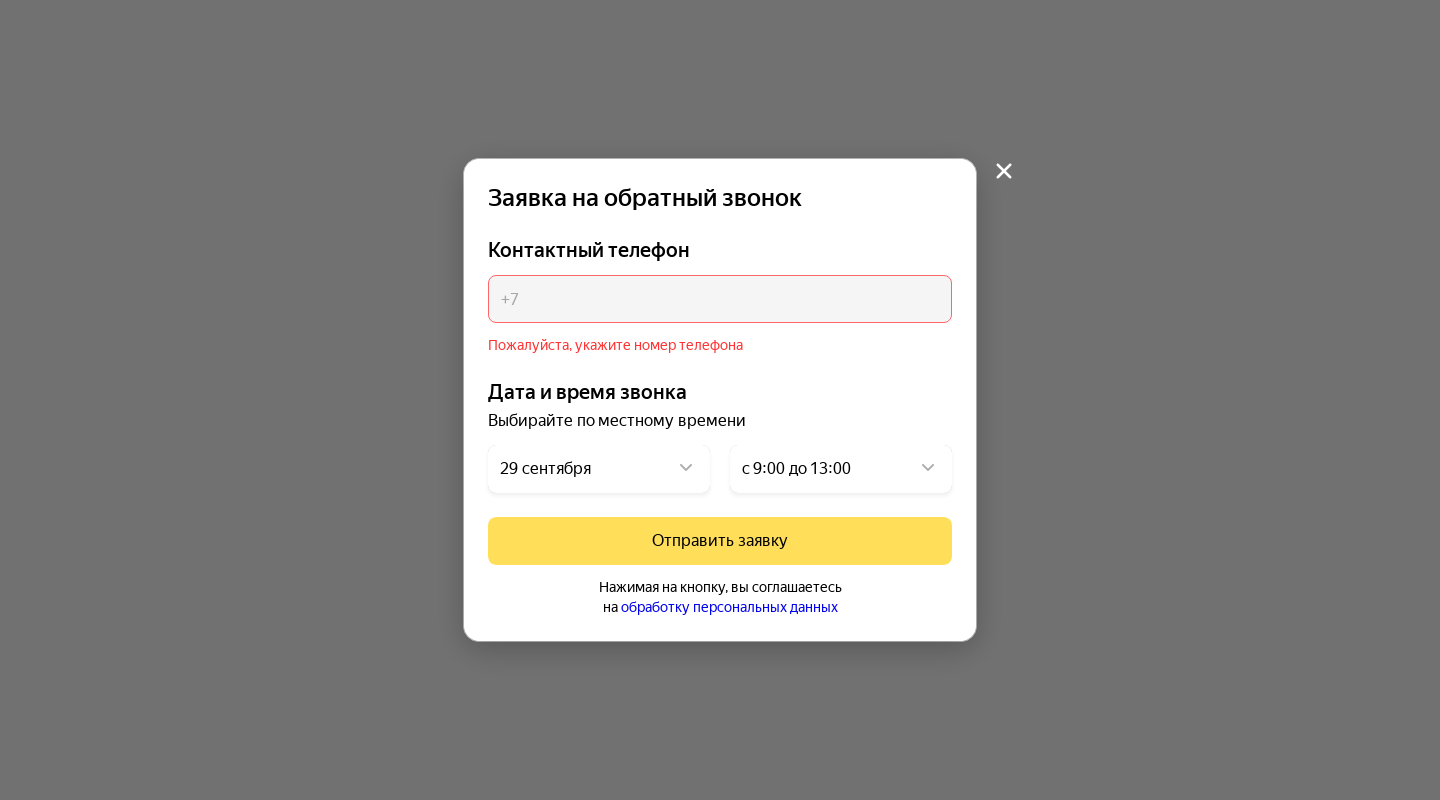 Заявка на обратный звонок
Контактный телефон
+7
Пожалуйста, укажите номер телефона
Дата и время звонка
Выбирайте по местному времени
29 сентября
с 9:00 до 13:00
Отправить заявку
Нажимая на кнопку, вы соглашаетесь
на обработку персональных данных